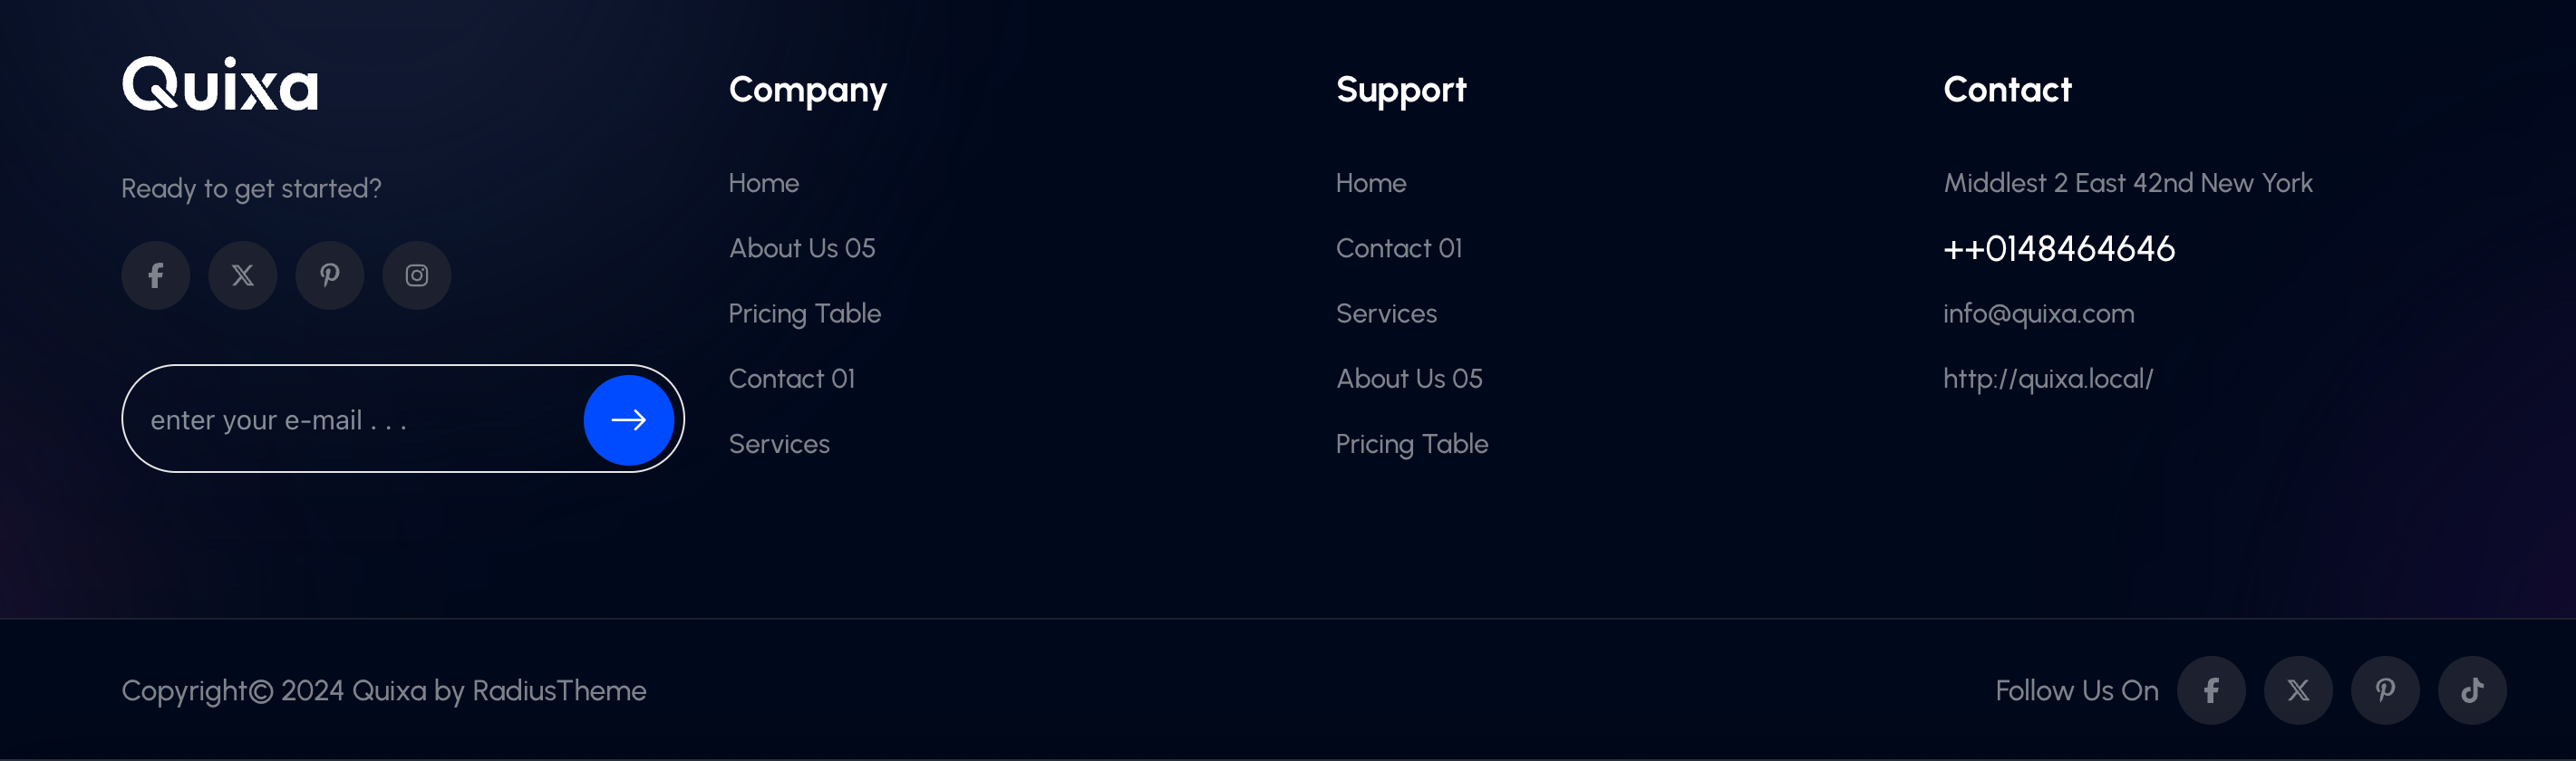 Quixa
Ready to get started?
enter your e-mail . . .
Company
Home
About Us 05
Pricing Table
Contact 01
Services
Support
Home
Contact 01
Services
About Us 05
Pricing Table
Contact
Middlest 2 East 42nd New York
++0148464646
info@quixa.com
http://quixa.local/
Copyright© 2024 Quixa by RadiusTheme
Follow Us On